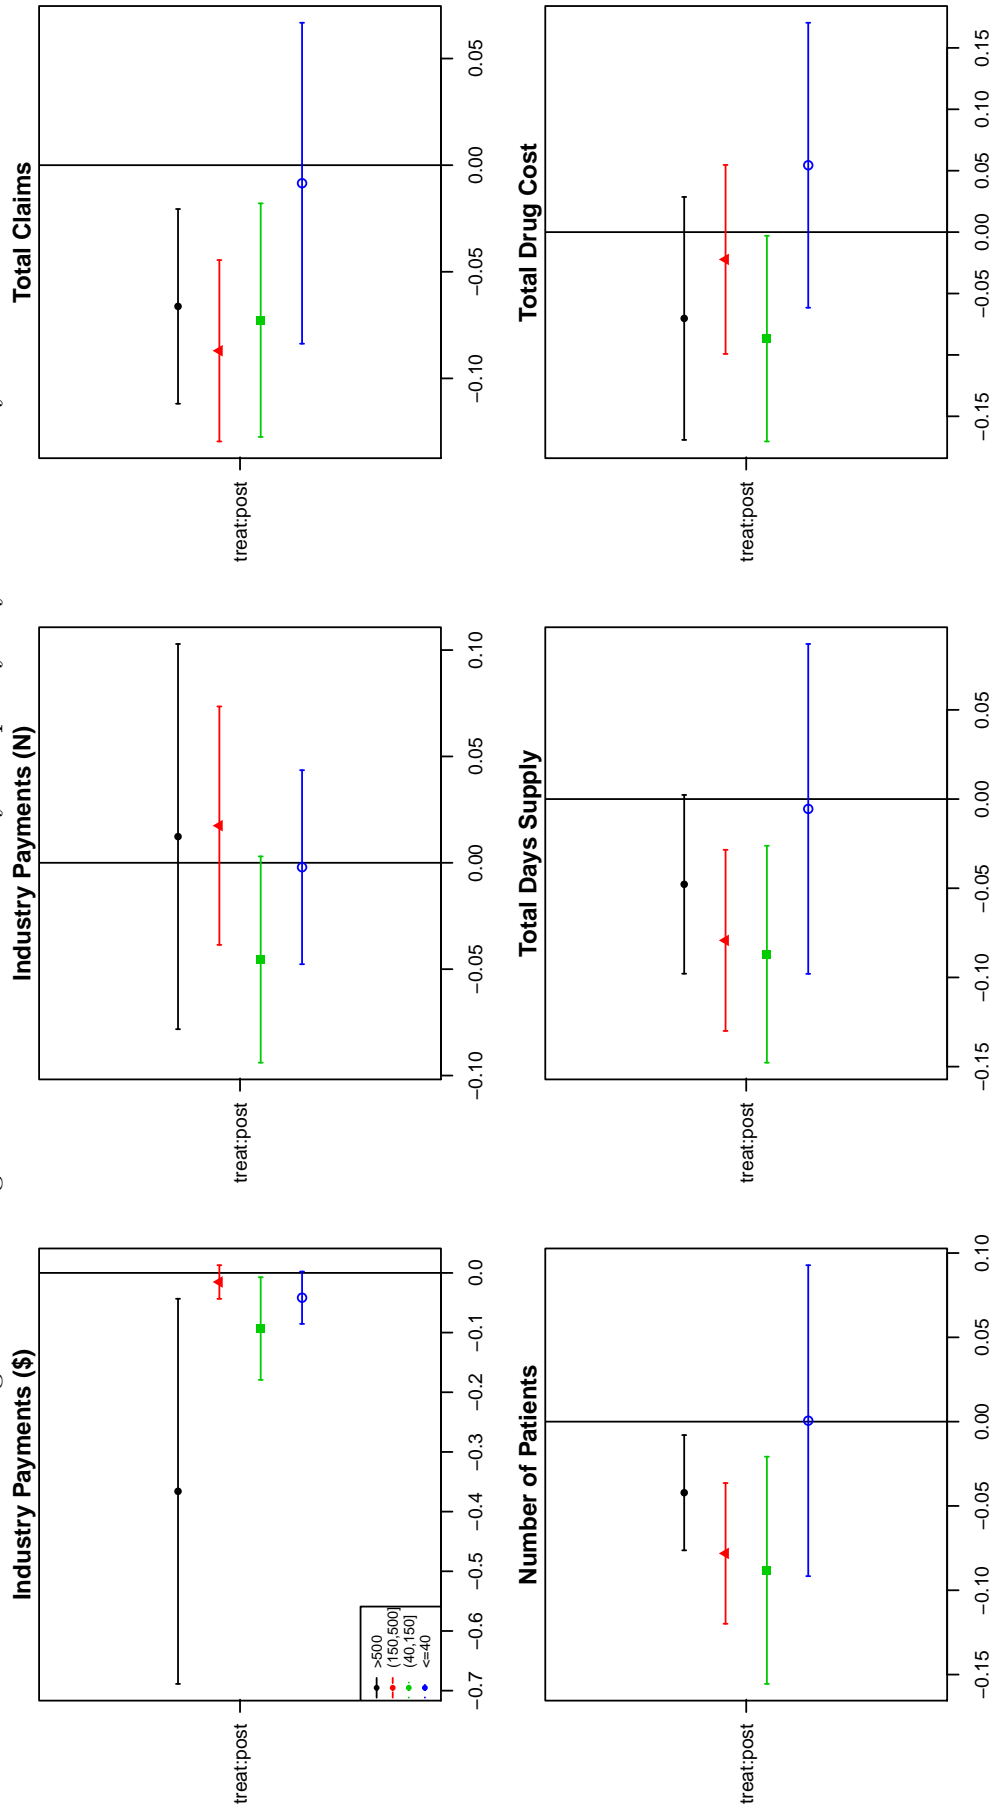 Industry Payments ($)
treat:post
−0.7 −0.6 −0.5 −0.4 −0.3 −0.2 −0.1 0.0
>500
(150,500]
(40,150]
<=40
Industry Payments (N)
treat:post
−0.10 −0.05 0.00 0.05 0.10
Total Claims
treat:post
−0.10 −0.05 0.00 0.05
Number of Patients
treat:post
−0.15 −0.10 −0.05 0.00 0.05 0.10
Total Days Supply
treat:post
−0.15 −0.10 −0.05 0.00 0.05
Total Drug Cost
treat:post
−0.15 −0.05 0.00 0.05 0.10 0.15